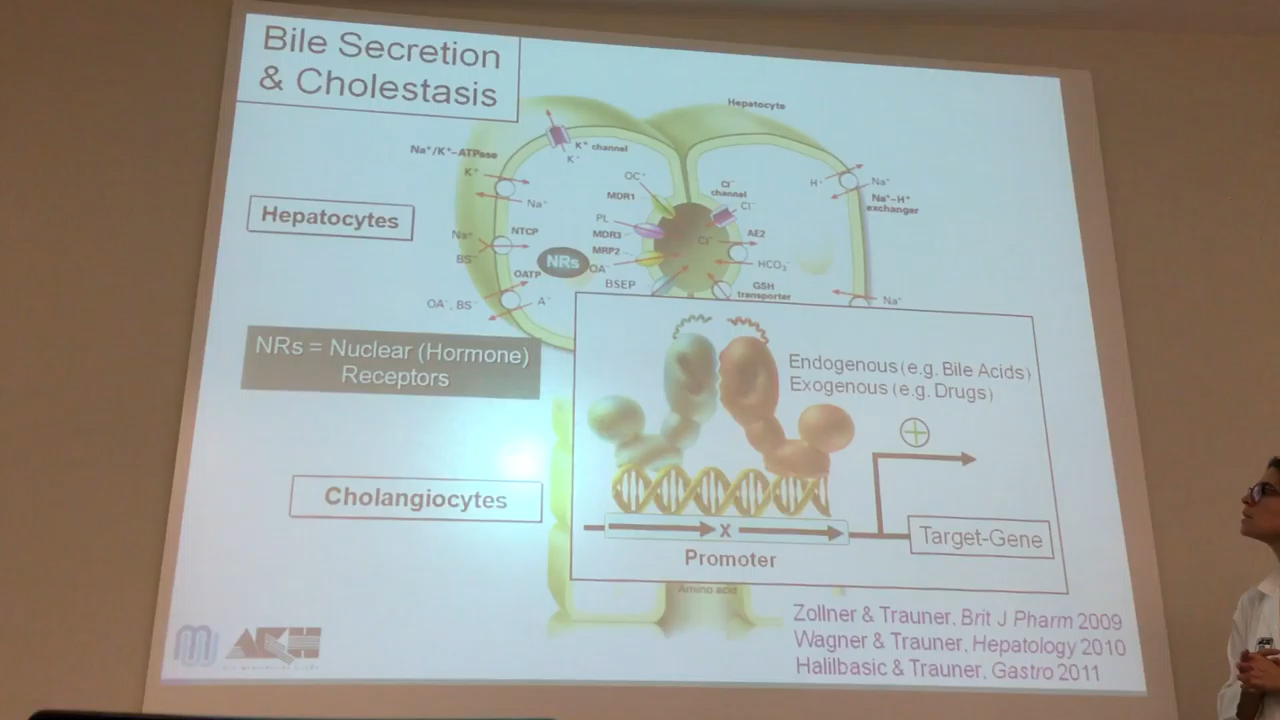 Bile Secretion
& Cholestasis
Hepatocyte
Na⁺/K⁺-ATPase
K⁺ channel
K⁺
K⁺
Na⁺
OC⁺
MDR1
Cl⁻
channel
Cl⁻
H⁺
Na⁺
Na⁺-H⁺
exchanger
Hepatocytes
PL
MDR3
Na⁺
NTCP
BS⁻
MRP2
OA⁻
NRs
Cl⁻
AE2
HCO₃⁻
OATP
BSEP
GSH
transporter
OA⁻, BS⁻
A⁻
Na⁺
NRs = Nuclear (Hormone)
Receptors
Endogenous (e.g. Bile Acids)
Exogenous (e.g. Drugs)
Cholangiocytes
x
Promoter
Target-Gene
Amino acid
Zollner & Trauner, Brit J Pharm 2009
Wagner & Trauner, Hepatology 2010
Halilbasic & Trauner, Gastro 2011
AKH